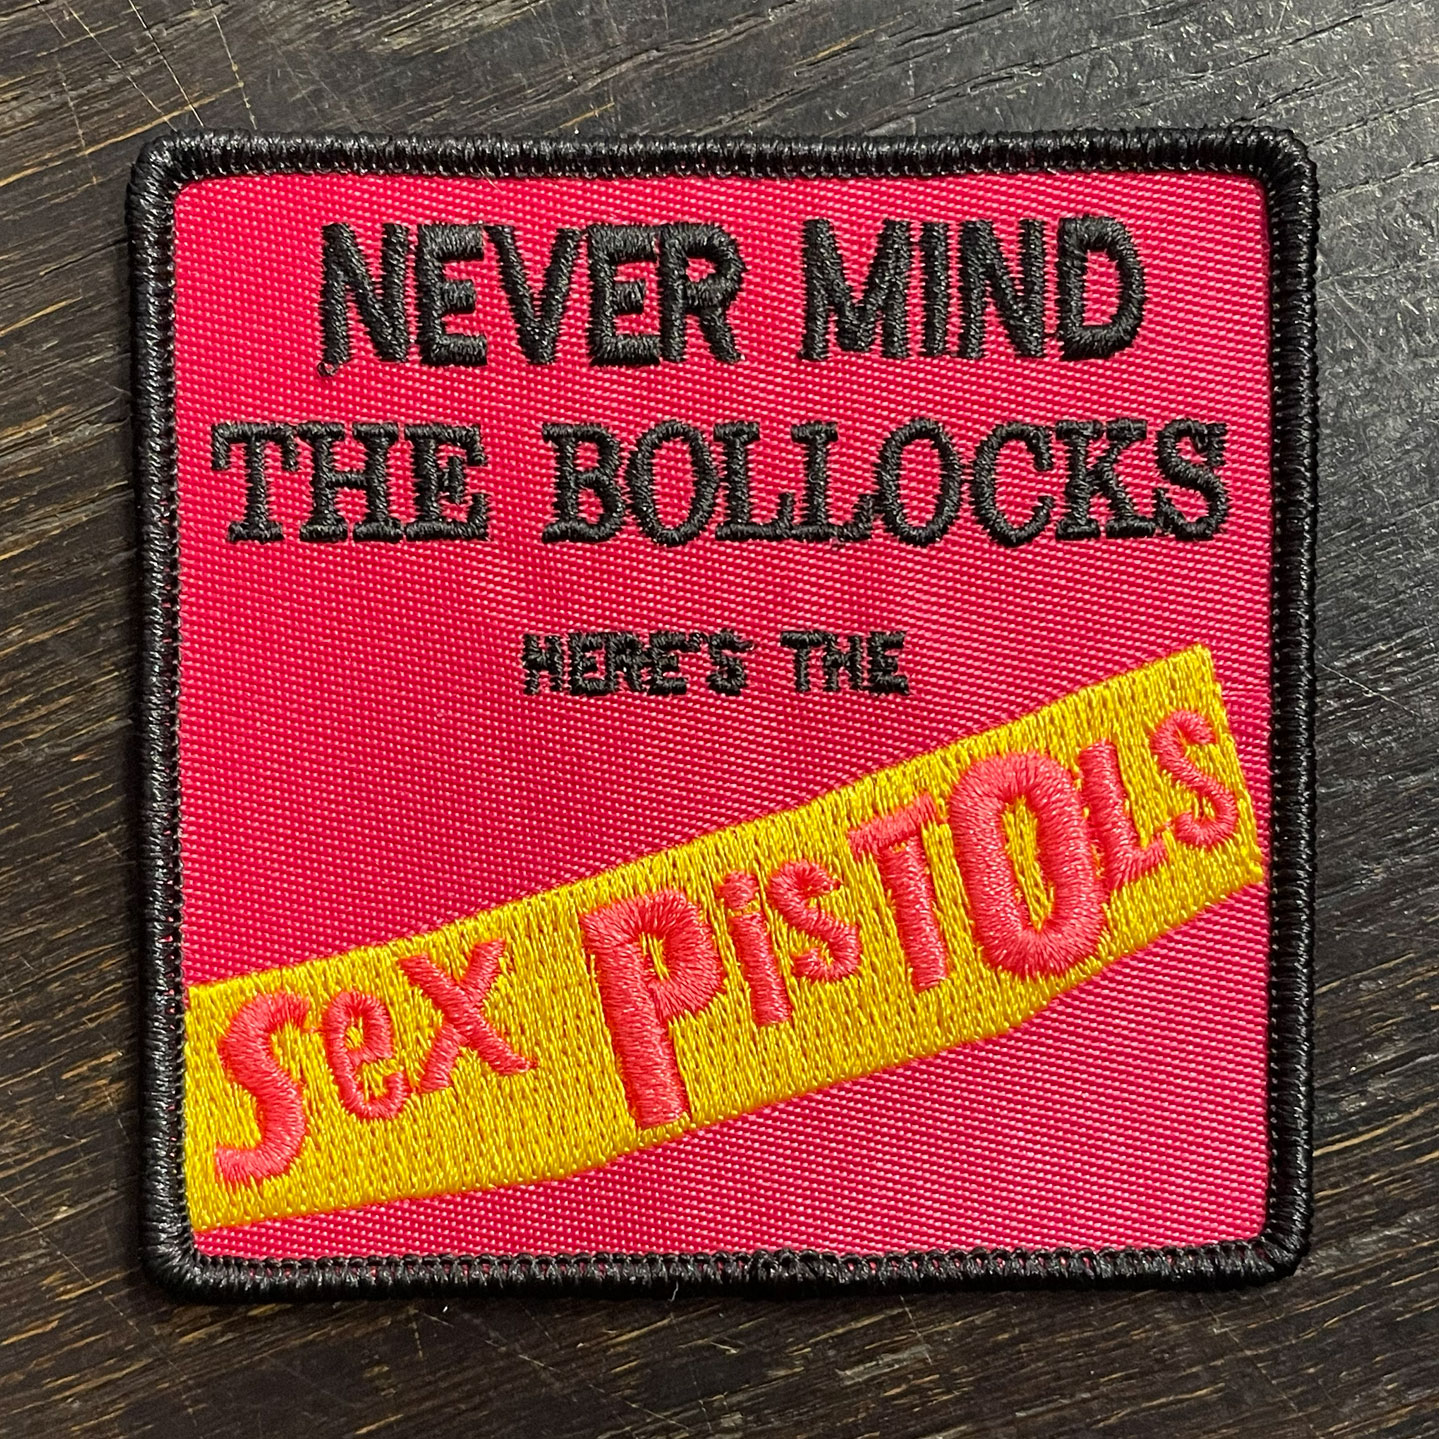 NEVER MIND
THE BOLLOCKS
HERE'S THE
Sex PisTOLs